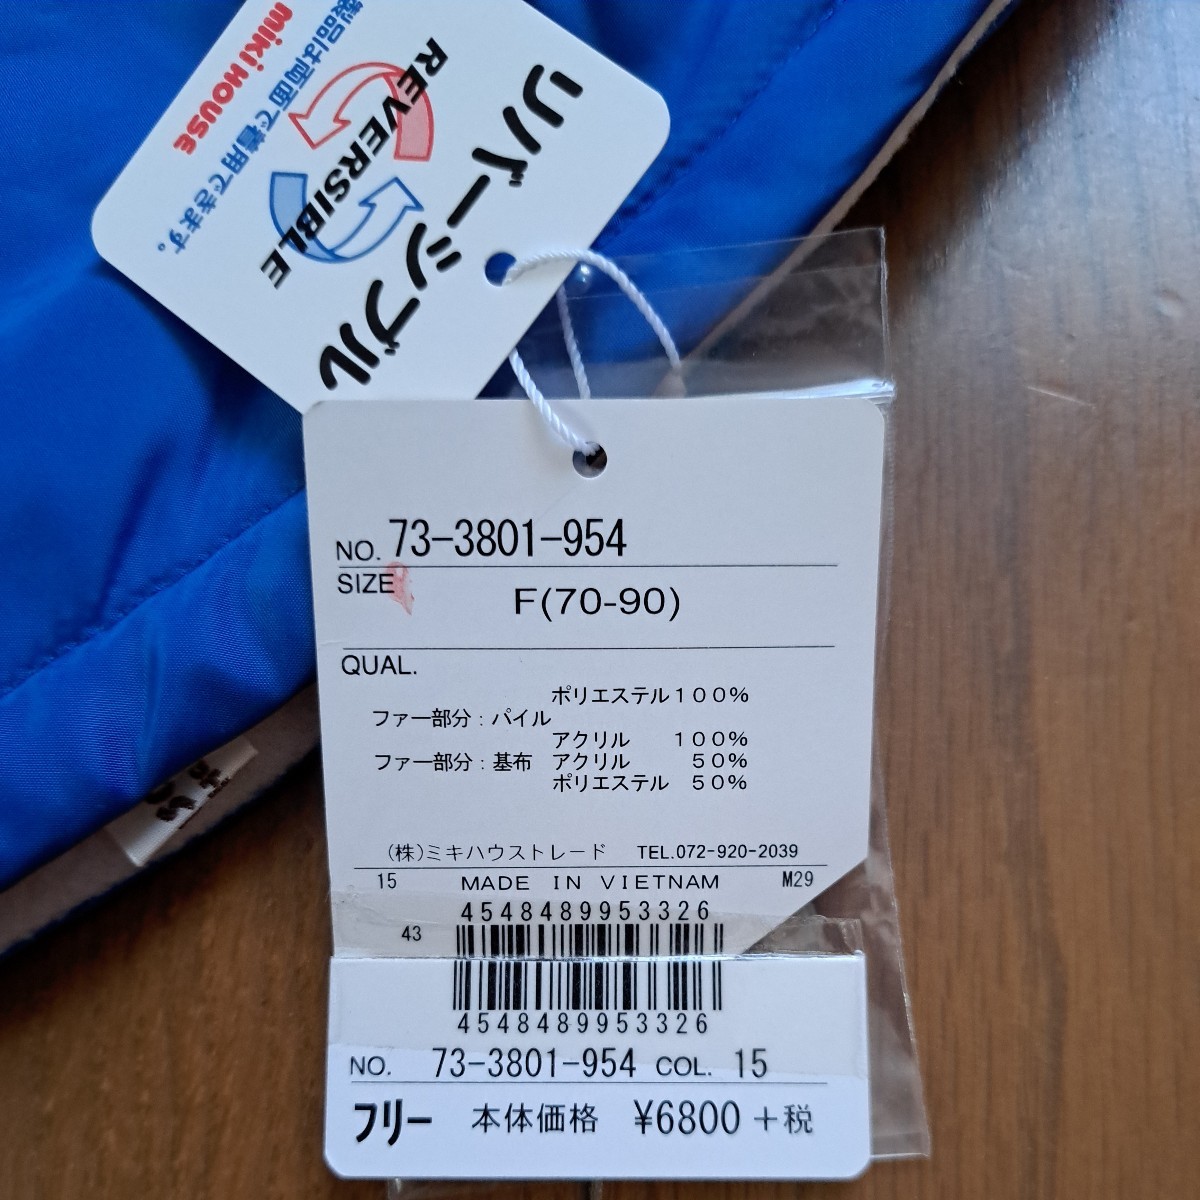 リバーシブル
REVERSIBLE
製品は両面で着用できます。
miKi HOUSE
NO. 73-3801-954
SIZE
F(70-90)
QUAL.
ポリエステル100%
ファー部分:パイル
アクリル 100%
ファー部分:基布 アクリル 50%
ポリエステル 50%
(株)ミキハウストレード TEL.072-920-2039
15 MADE IN VIETNAM M29
4548489953326
43
4548489953326
NO. 73-3801-954 COL. 15
フリー 本体価格 ¥6800+税